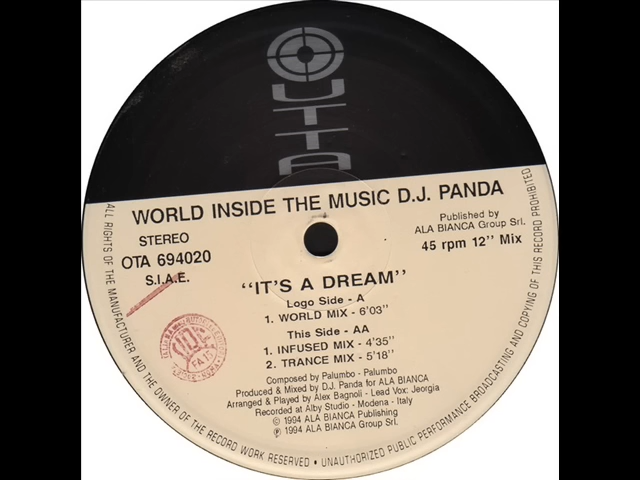 OUTTA
WORLD INSIDE THE MUSIC D.J. PANDA
STEREO
OTA 694020
S.I.A.E.
Published by
ALA BIANCA Group Srl.
45 rpm 12'' Mix
"IT'S A DREAM"
Logo Side - A
1. WORLD MIX - 6'03"
This Side - AA
1. INFUSED MIX - 4'35"
2. TRANCE MIX - 5'18"
Composed by Palumbo - Palumbo
Produced & Mixed by D.J. Panda for ALA BIANCA
Arranged & Played by Alex Bagnoli - Lead Vox: Jeorgia
Recorded at Alby Studio - Modena - Italy
© 1994 ALA BIANCA Publishing
℗ 1994 ALA BIANCA Group Srl.
ALL RIGHTS OF THE MANUFACTURER AND THE OWNER OF THE RECORD WORK RESERVED • UNAUTHORIZED PUBLIC PERFORMANCE BROADCASTING AND COPYING OF THIS RECORD PROHIBITED